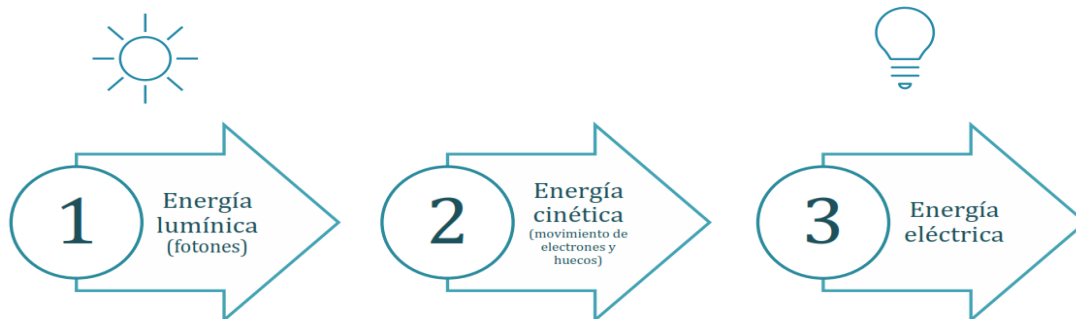 1
Energía
lumínica
(fotones)
2
Energía
cinética
(movimiento de
electrones y
huecos)
3
Energía
eléctrica